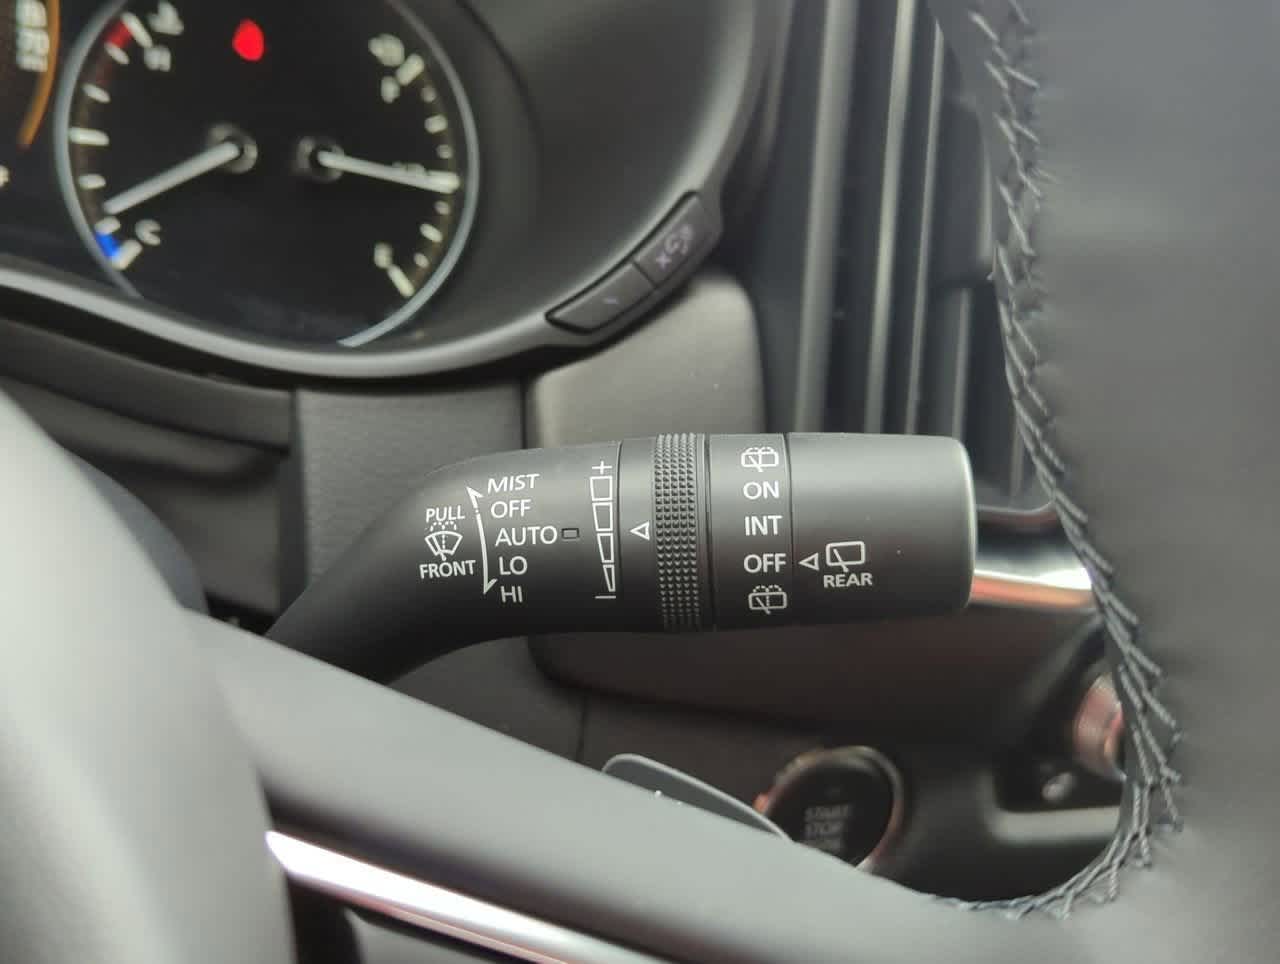 H
F
C
E
MIST
OFF
AUTO
LO
HI
PULL
FRONT
+
−
ON
INT
OFF
REAR
START
STOP